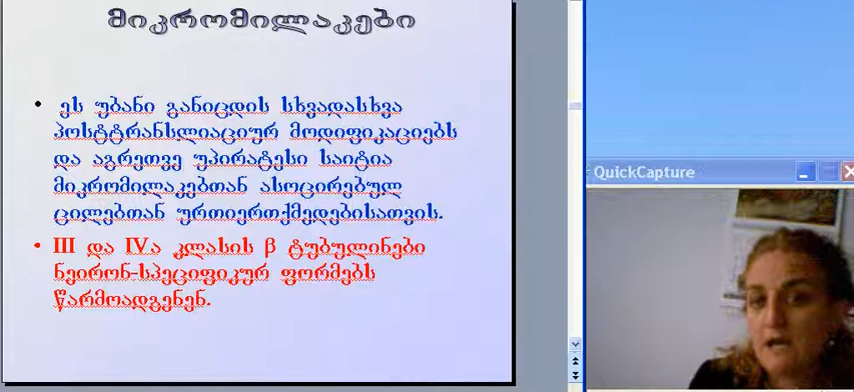 მიკრომილაკები
• ეს უბანი განიცდის სხვადასხვა
პოსტტრანსლიაციურ მოდიფიკაციებს
და აგრეთვე უპირატესი საიტია
მიკრომილაკებთან ასოცირებულ
ცილებთან ურთიერთქმედებისათვის.
• III და IVა კლასის β ტუბულინები
ნეირონ-სპეციფიკურ ფორმებს
წარმოადგენენ.
QuickCapture